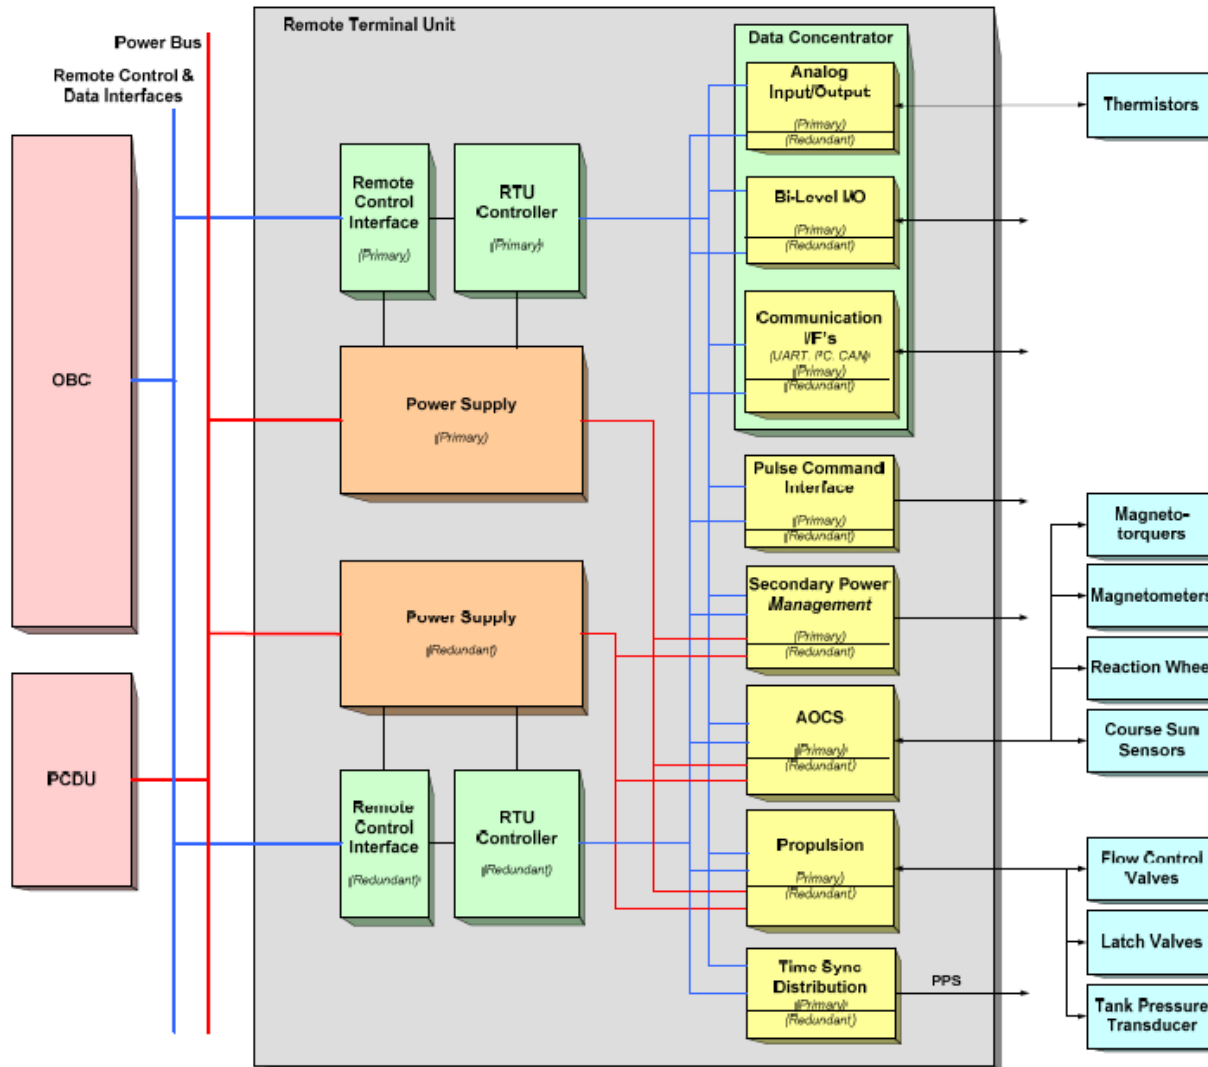 Remote Terminal Unit
Power Bus
Remote Control &
Data Interfaces
OBC
PCDU
Remote
Control
Interface
(Primary)
RTU
Controller
(Primary)
Power Supply
(Primary)
Power Supply
(Redundant)
Remote
Control
Interface
(Redundant)
RTU
Controller
(Redundant)
Data Concentrator
Analog
Input/Output
(Primary)
(Redundant)
Bi-Level I/O
(Primary)
(Redundant)
Communication
I/F's
(UART, I²C, CAN)
(Primary)
(Redundant)
Pulse Command
Interface
(Primary)
(Redundant)
Secondary Power
Management
(Primary)
(Redundant)
AOCS
(Primary)
(Redundant)
Propulsion
Primary)
(Redundant)
Time Sync
Distribution
(Primary)
(Redundant)
PPS
Thermistors
Magneto-
torquers
Magnetometers
Reaction Wheel
Course Sun
Sensors
Flow Control
Valves
Latch Valves
Tank Pressure
Transducer